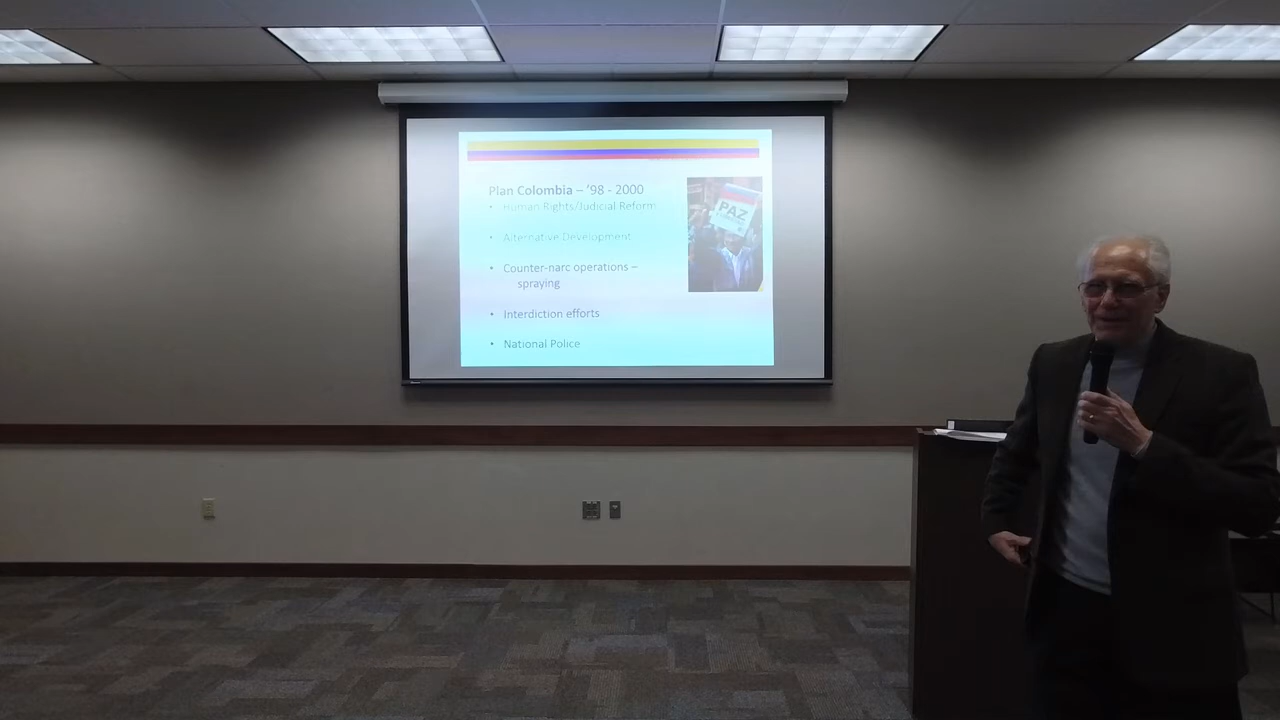 Plan Colombia – ’98 - 2000
• Human Rights/Judicial Reform
• Alternative Development
• Counter-narc operations –
spraying
• Interdiction efforts
• National Police
PAZ